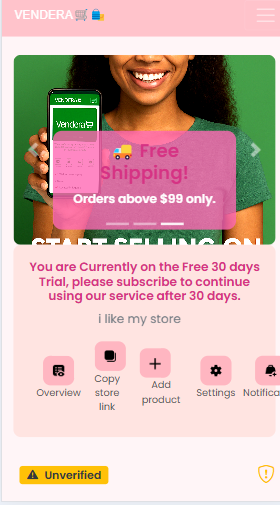 VENDERA🛒🛍️
VENDERA
Vendera
🚚 Free
Shipping!
Orders above $99 only.
START SELLING ON
You are Currently on the Free 30 days
Trial, please subscribe to continue
using our service after 30 days.
i like my store
Overview
Copy
store
link
Add
product
Settings
Notifica
⚠ Unverified